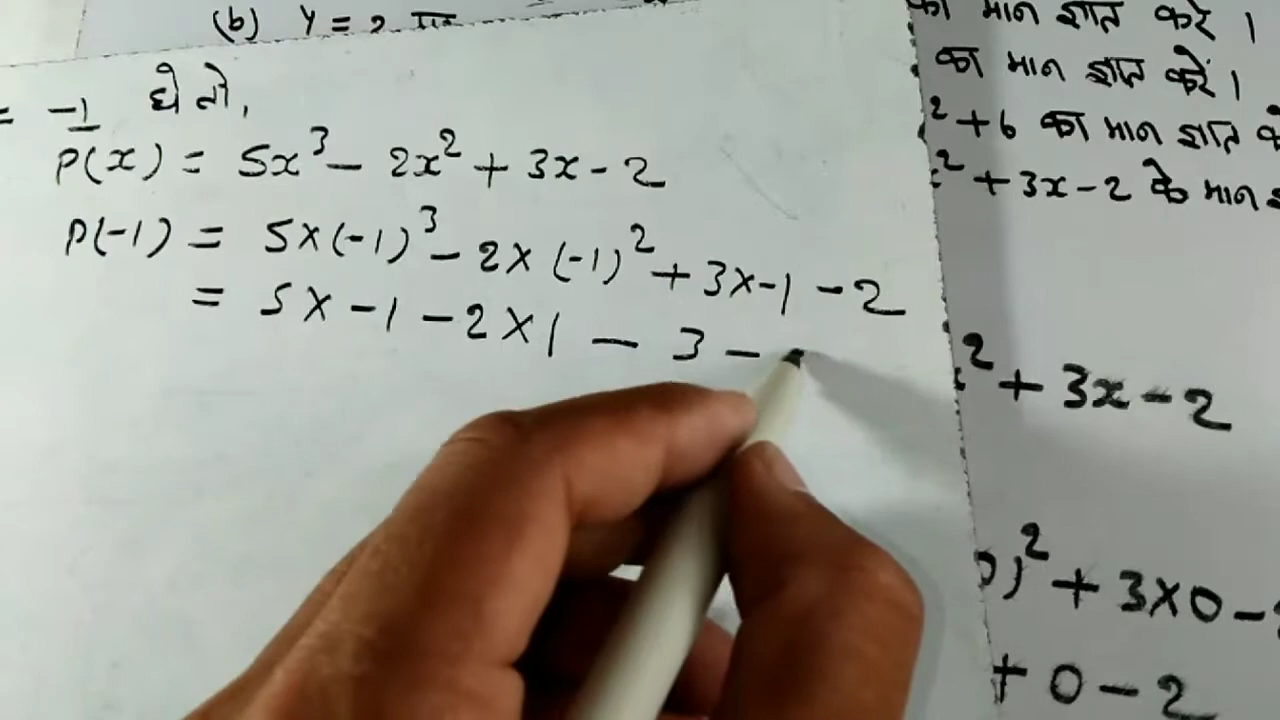 (b) y = 2
= -1 धे तो,
P(x) = 5x³ - 2x² + 3x - 2
P(-1) = 5×(-1)³ - 2×(-1)² + 3×-1 - 2
= 5×-1 - 2×1 - 3 -
का मान ज्ञात करें ।
का मान ज्ञात करें ।
² + 6 का मान ज्ञात
² + 3x - 2 के मान
² + 3x - 2
)² + 3×0 -
+ 0 - 2